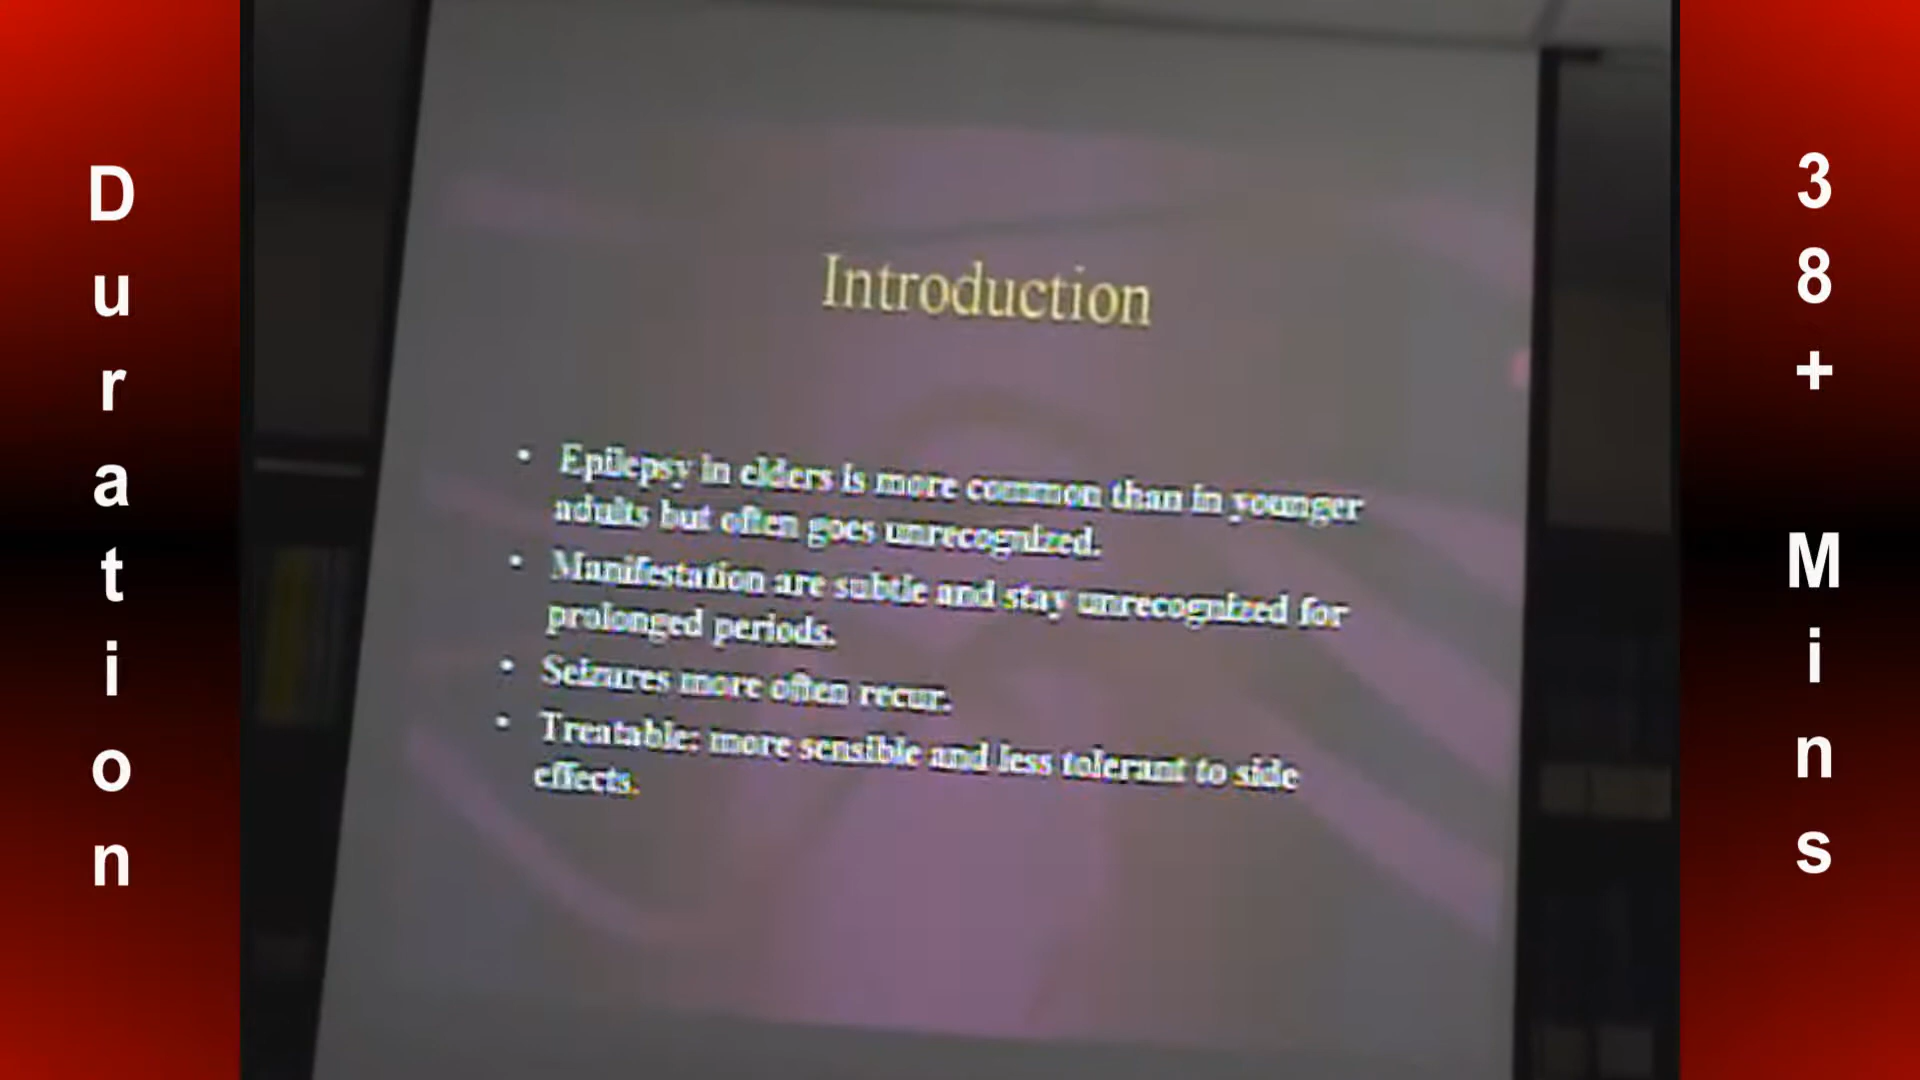 Duration
Introduction
• Epilepsy in elders is more common than in younger
adults but often goes unrecognized.
• Manifestation are subtle and stay unrecognized for
prolonged periods.
• Seizures more often recur.
• Treatable: more sensible and less tolerant to side
effects.
38+ Mins